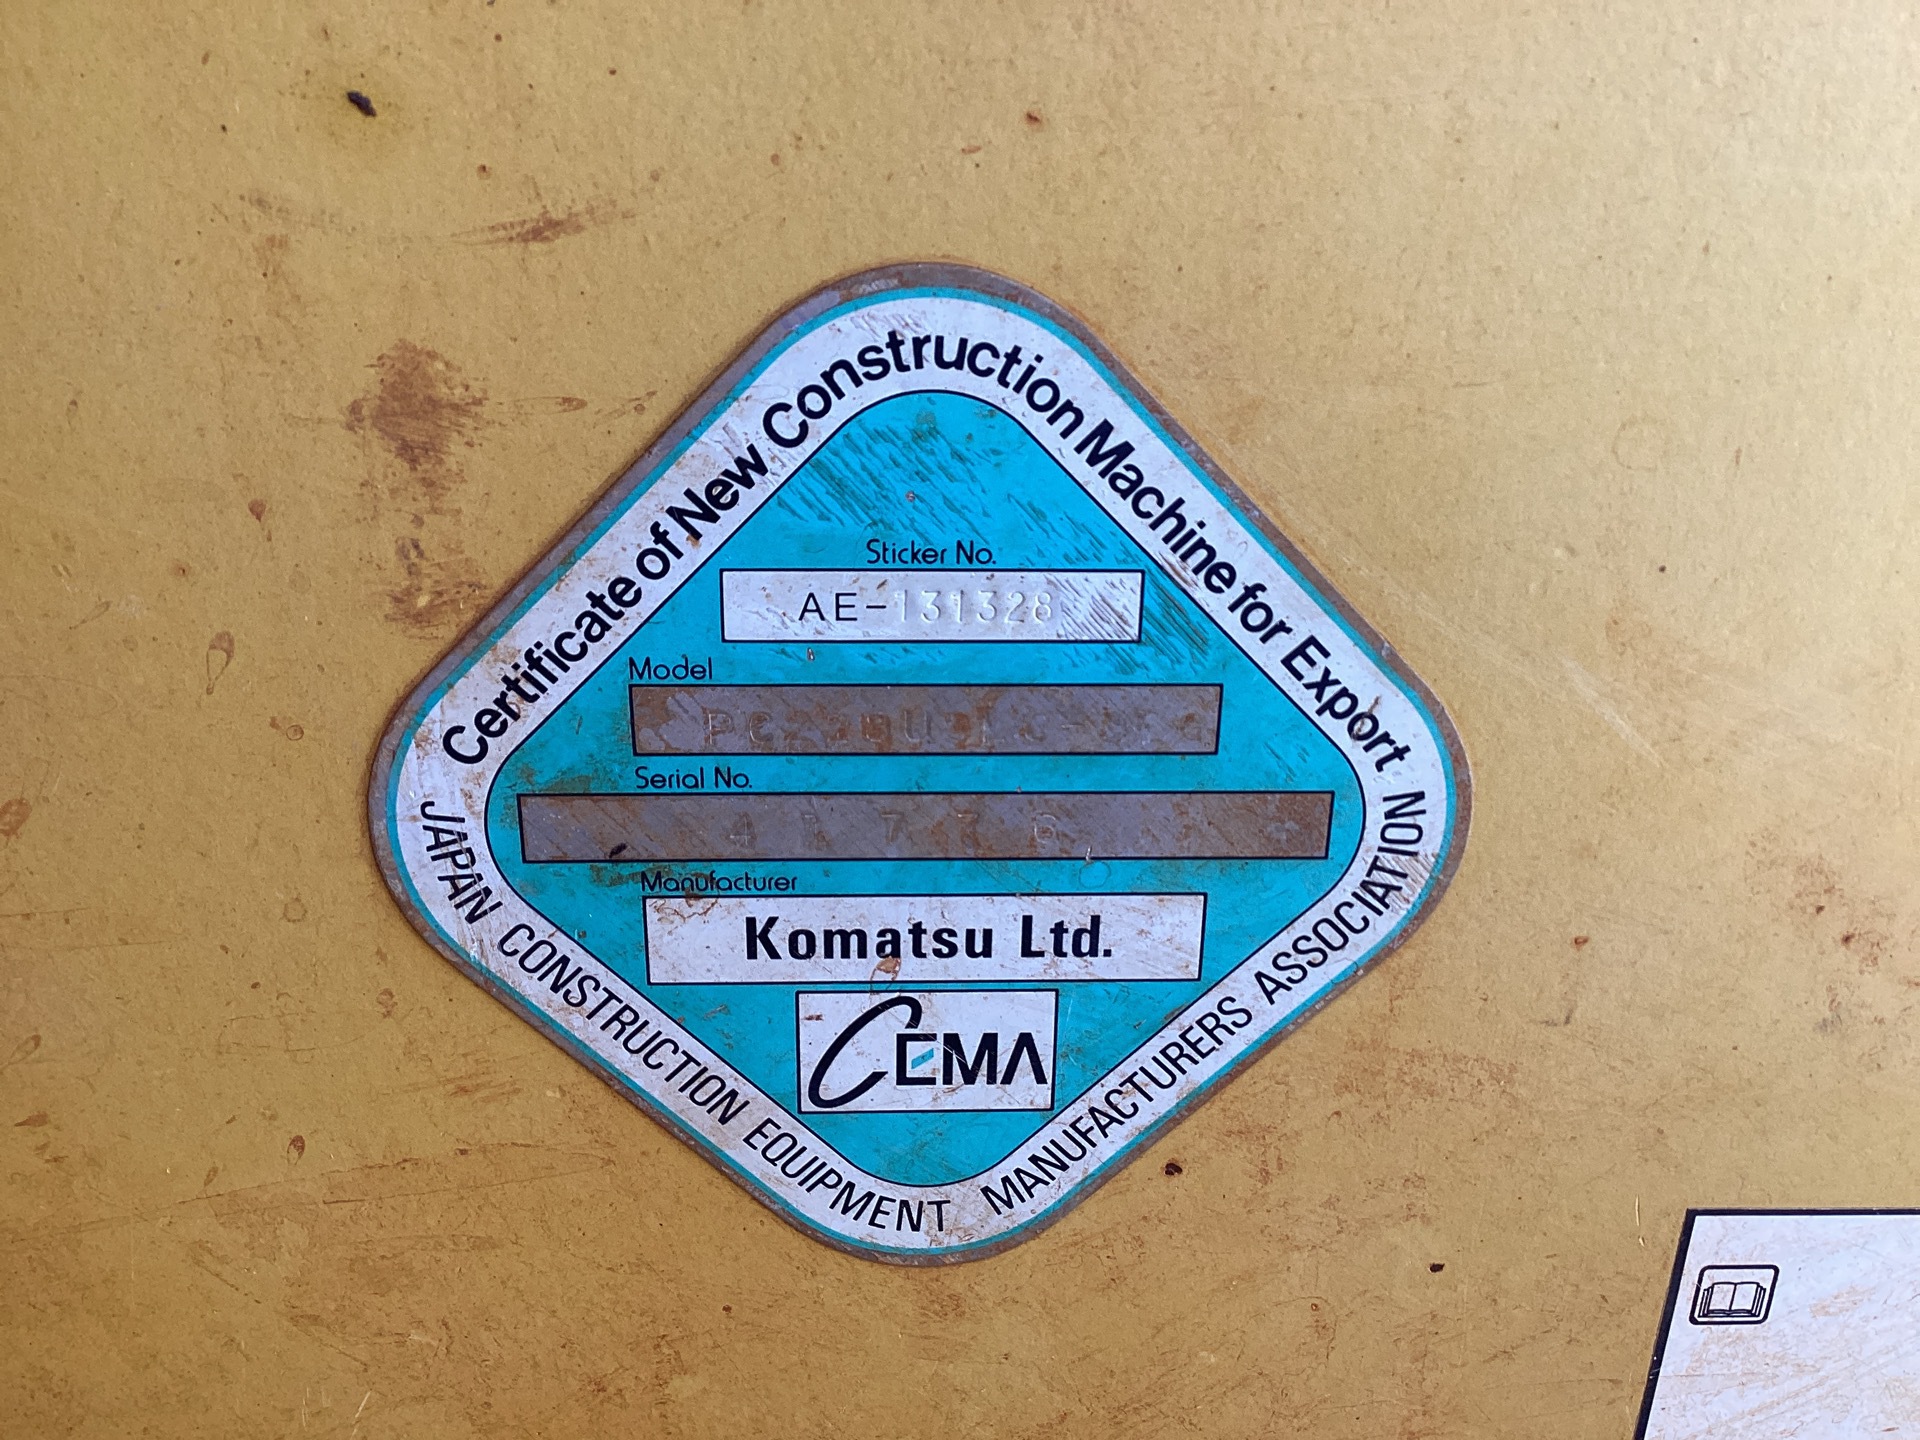 Certificate of New Construction Machine for Export
Sticker No.
AE-131328
Model
Serial No.
Manufacturer
Komatsu Ltd.
CEMA
JAPAN CONSTRUCTION EQUIPMENT MANUFACTURERS ASSOCIATION